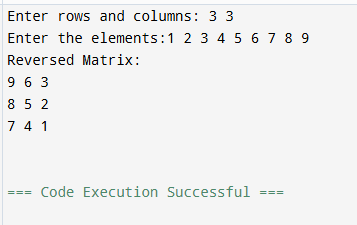 Enter rows and columns: 3 3
Enter the elements:1 2 3 4 5 6 7 8 9
Reversed Matrix:
9 6 3
8 5 2
7 4 1
=== Code Execution Successful ===